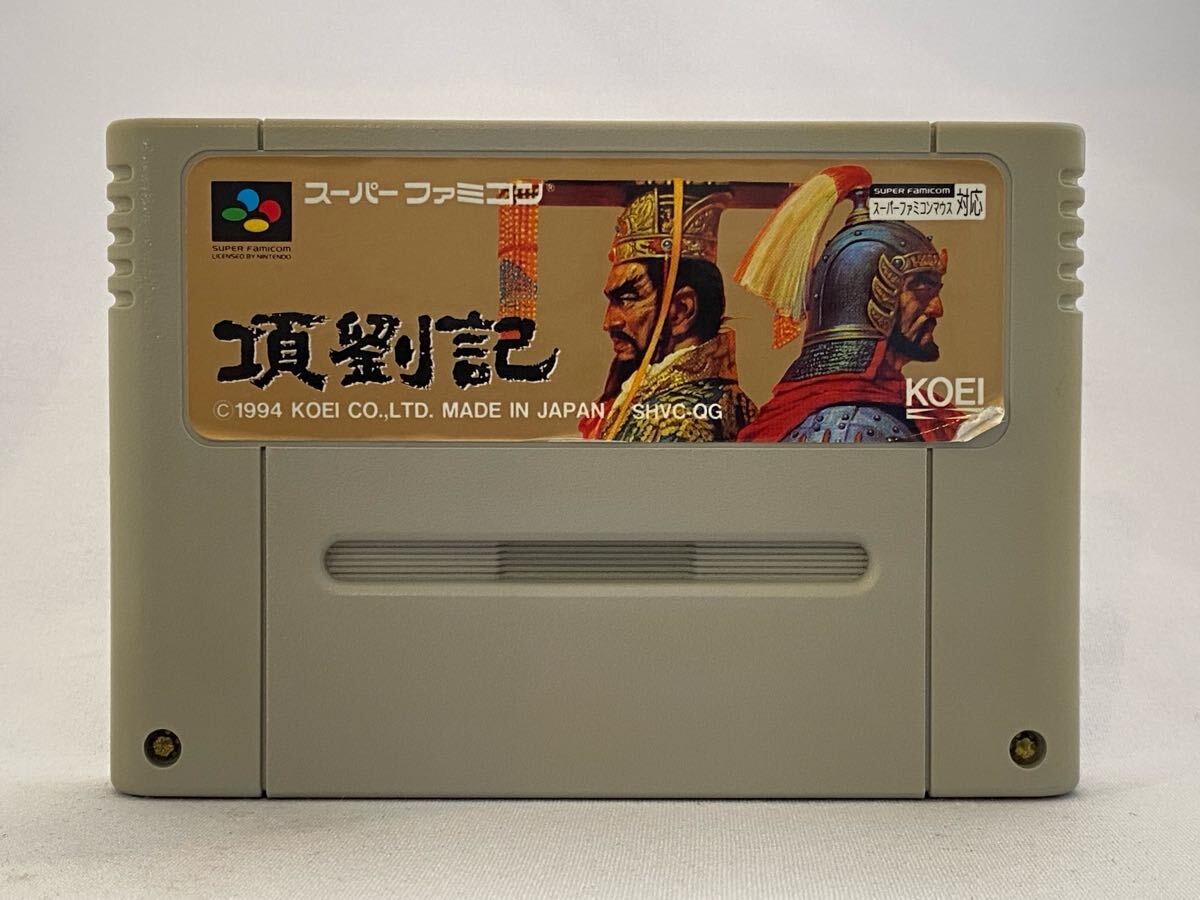 スーパーファミコン®
SUPER FAMICOM
LICENSED BY NINTENDO
SUPER FAMICOM
スーパーファミコンマウス 対応
項劉記
KOEI
©1994 KOEI CO.,LTD. MADE IN JAPAN SHVC-QG